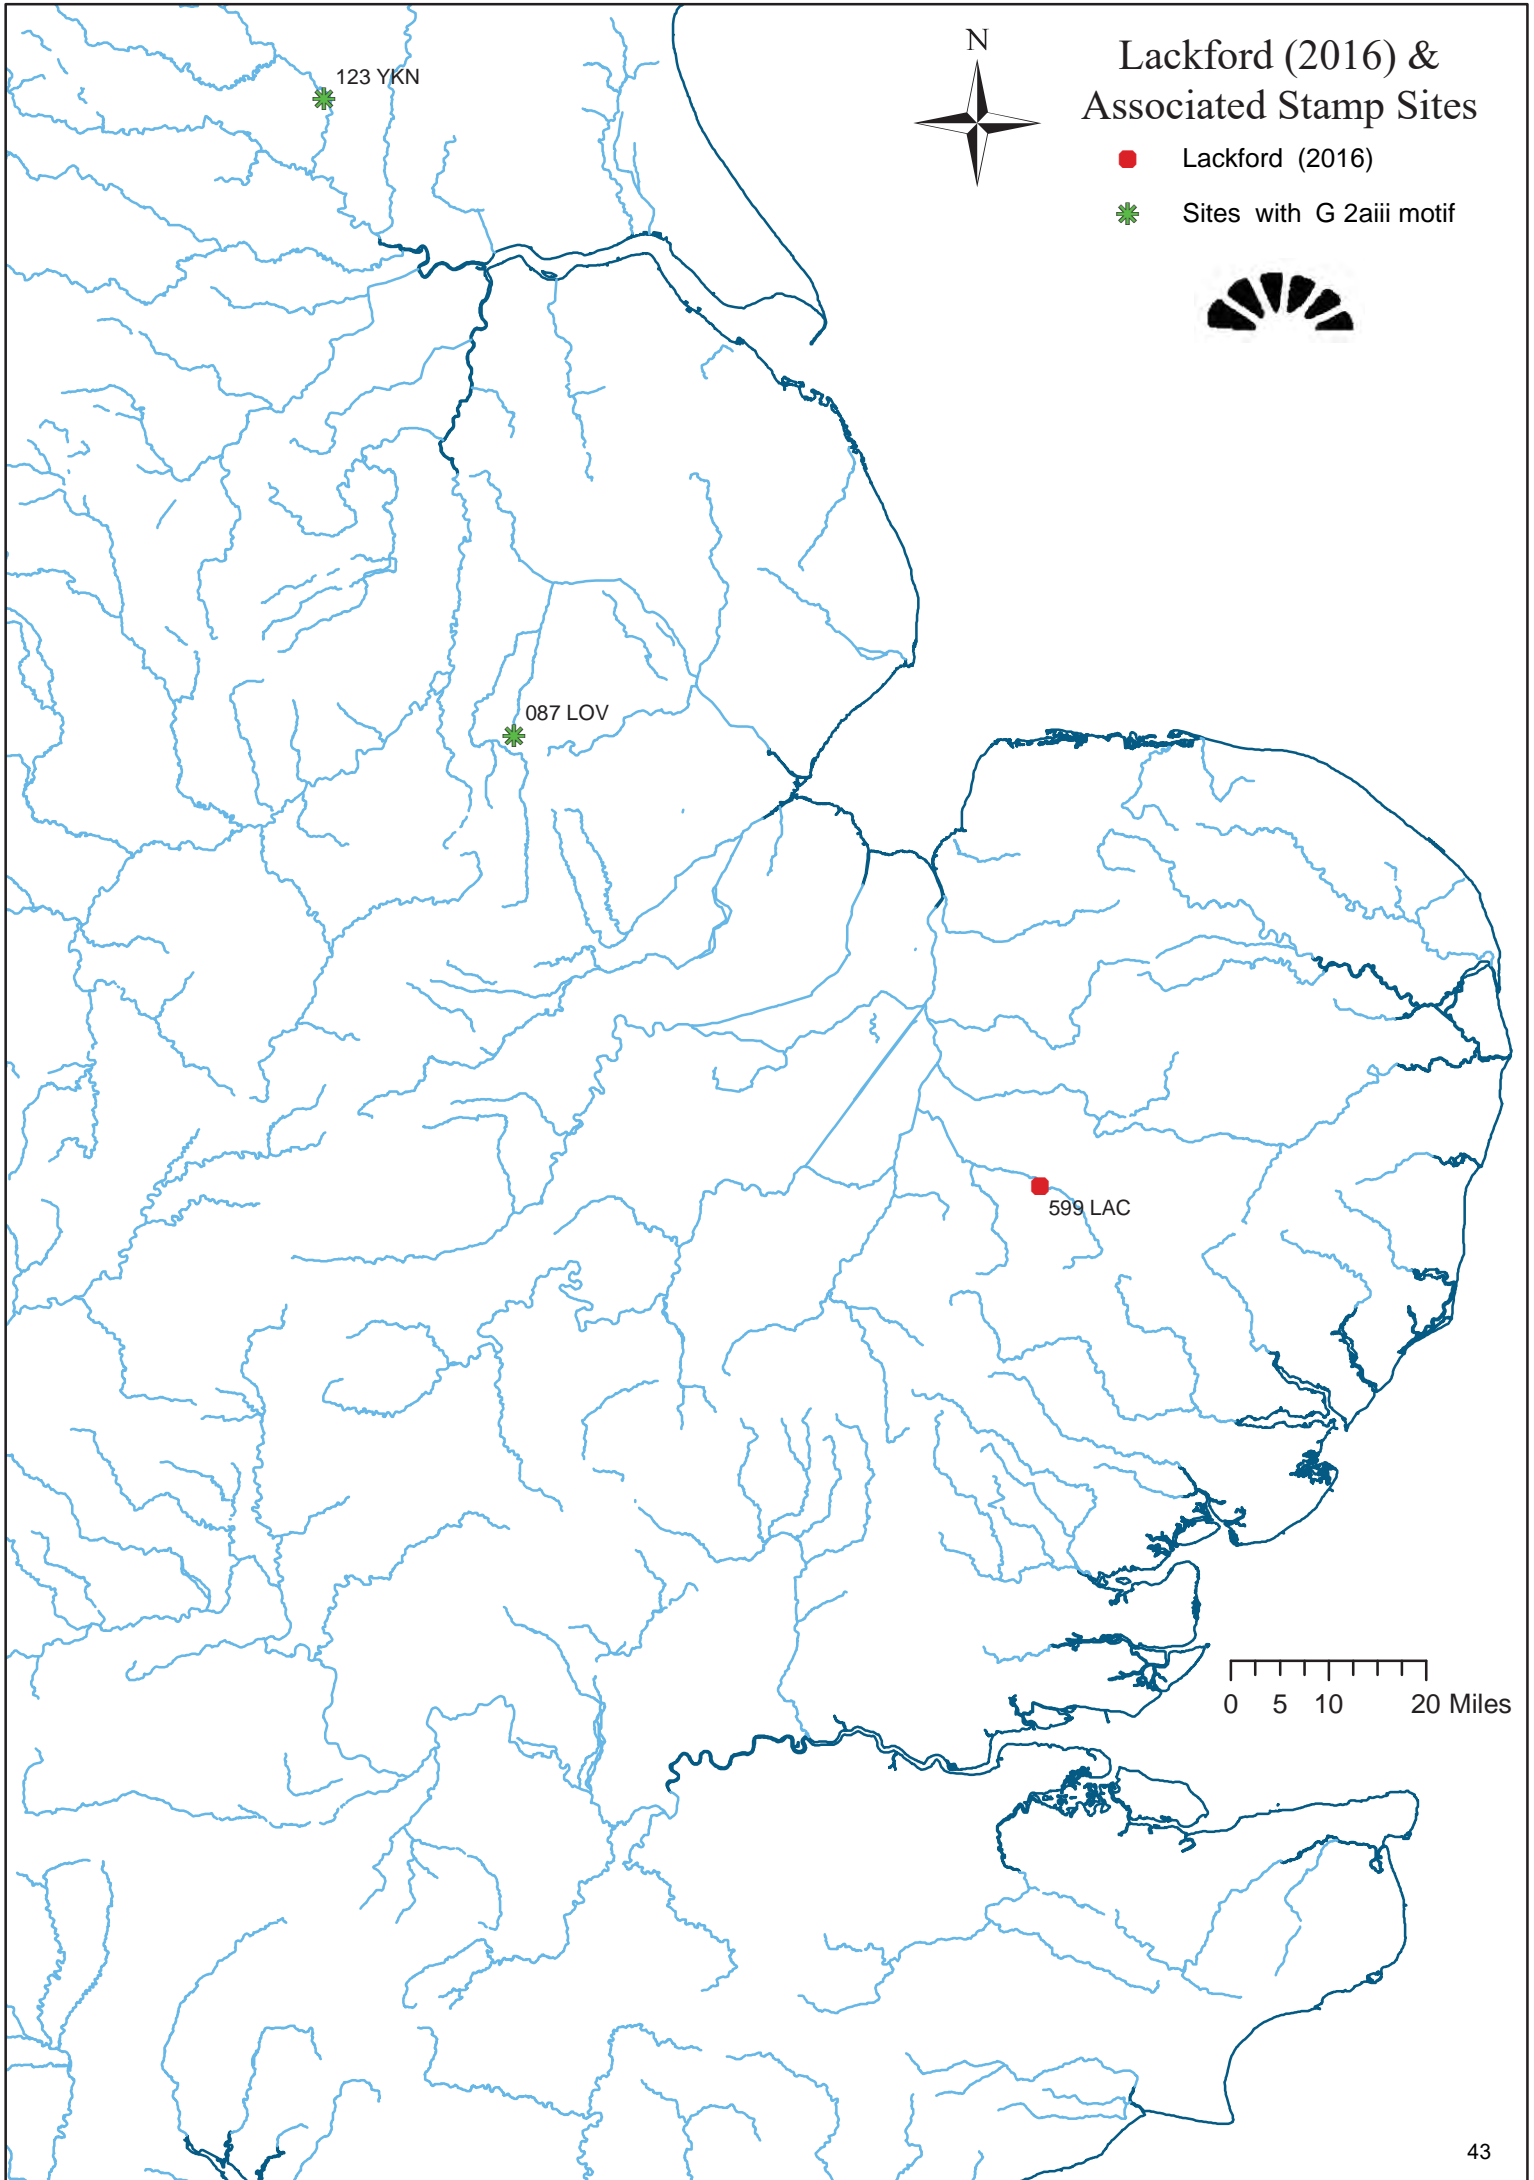 123 YKN
N
Lackford (2016) &
Associated Stamp Sites
Lackford (2016)
Sites with G 2aiii motif
087 LOV
599 LAC
0 5 10 20 Miles
43